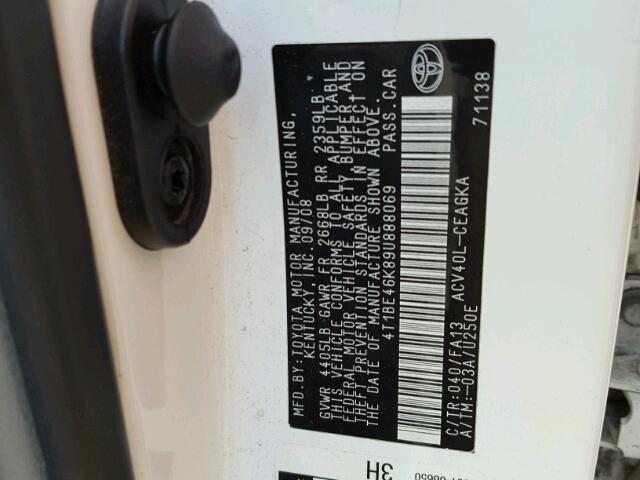 MFD.BY:TOYOTA MOTOR MANUFACTURING,
KENTUCKY, INC 09/08
GVWR 4405LB GAWR FR 2668LB RR 2359LB
THIS VEHICLE CONFORMS TO ALL APPLICABLE
FEDERAL MOTOR VEHICLE SAFETY, BUMPER, AND
THEFT PREVENTION STANDARDS IN EFFECT ON
THE DATE OF MANUFACTURE SHOWN ABOVE.
4T1BE46K89U888069 PASS.CAR
C/TR:040/FA13 ACV40L-CEAGKA
A/TM:-03A/U250E
71138
3H